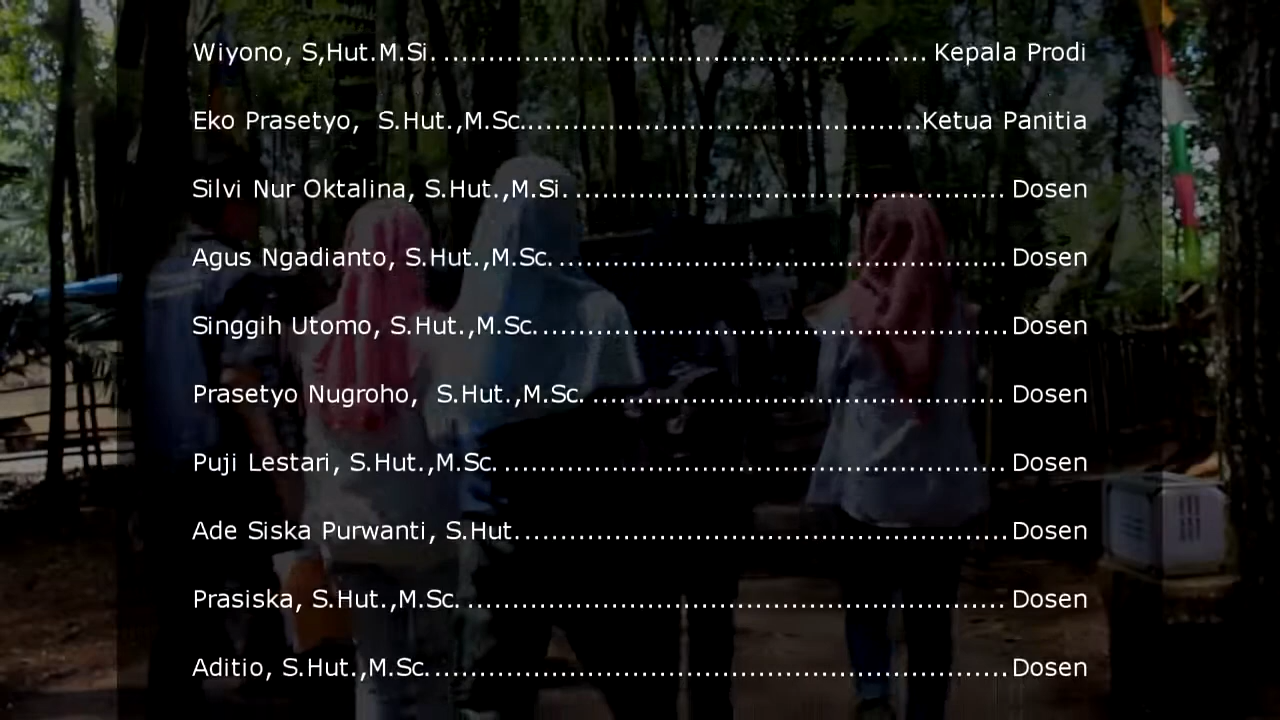 Wiyono, S,Hut.M.Si. ...................................................... Kepala Prodi
Eko Prasetyo,  S.Hut.,M.Sc............................................Ketua Panitia
Silvi Nur Oktalina, S.Hut.,M.Si. ................................................ Dosen
Agus Ngadianto, S.Hut.,M.Sc. .................................................. Dosen
Singgih Utomo, S.Hut.,M.Sc. .................................................... Dosen
Prasetyo Nugroho,  S.Hut.,M.Sc. .............................................. Dosen
Puji Lestari, S.Hut.,M.Sc. ........................................................ Dosen
Ade Siska Purwanti, S.Hut. ....................................................... Dosen
Prasiska, S.Hut.,M.Sc. ............................................................ Dosen
Aditio, S.Hut.,M.Sc. ................................................................ Dosen